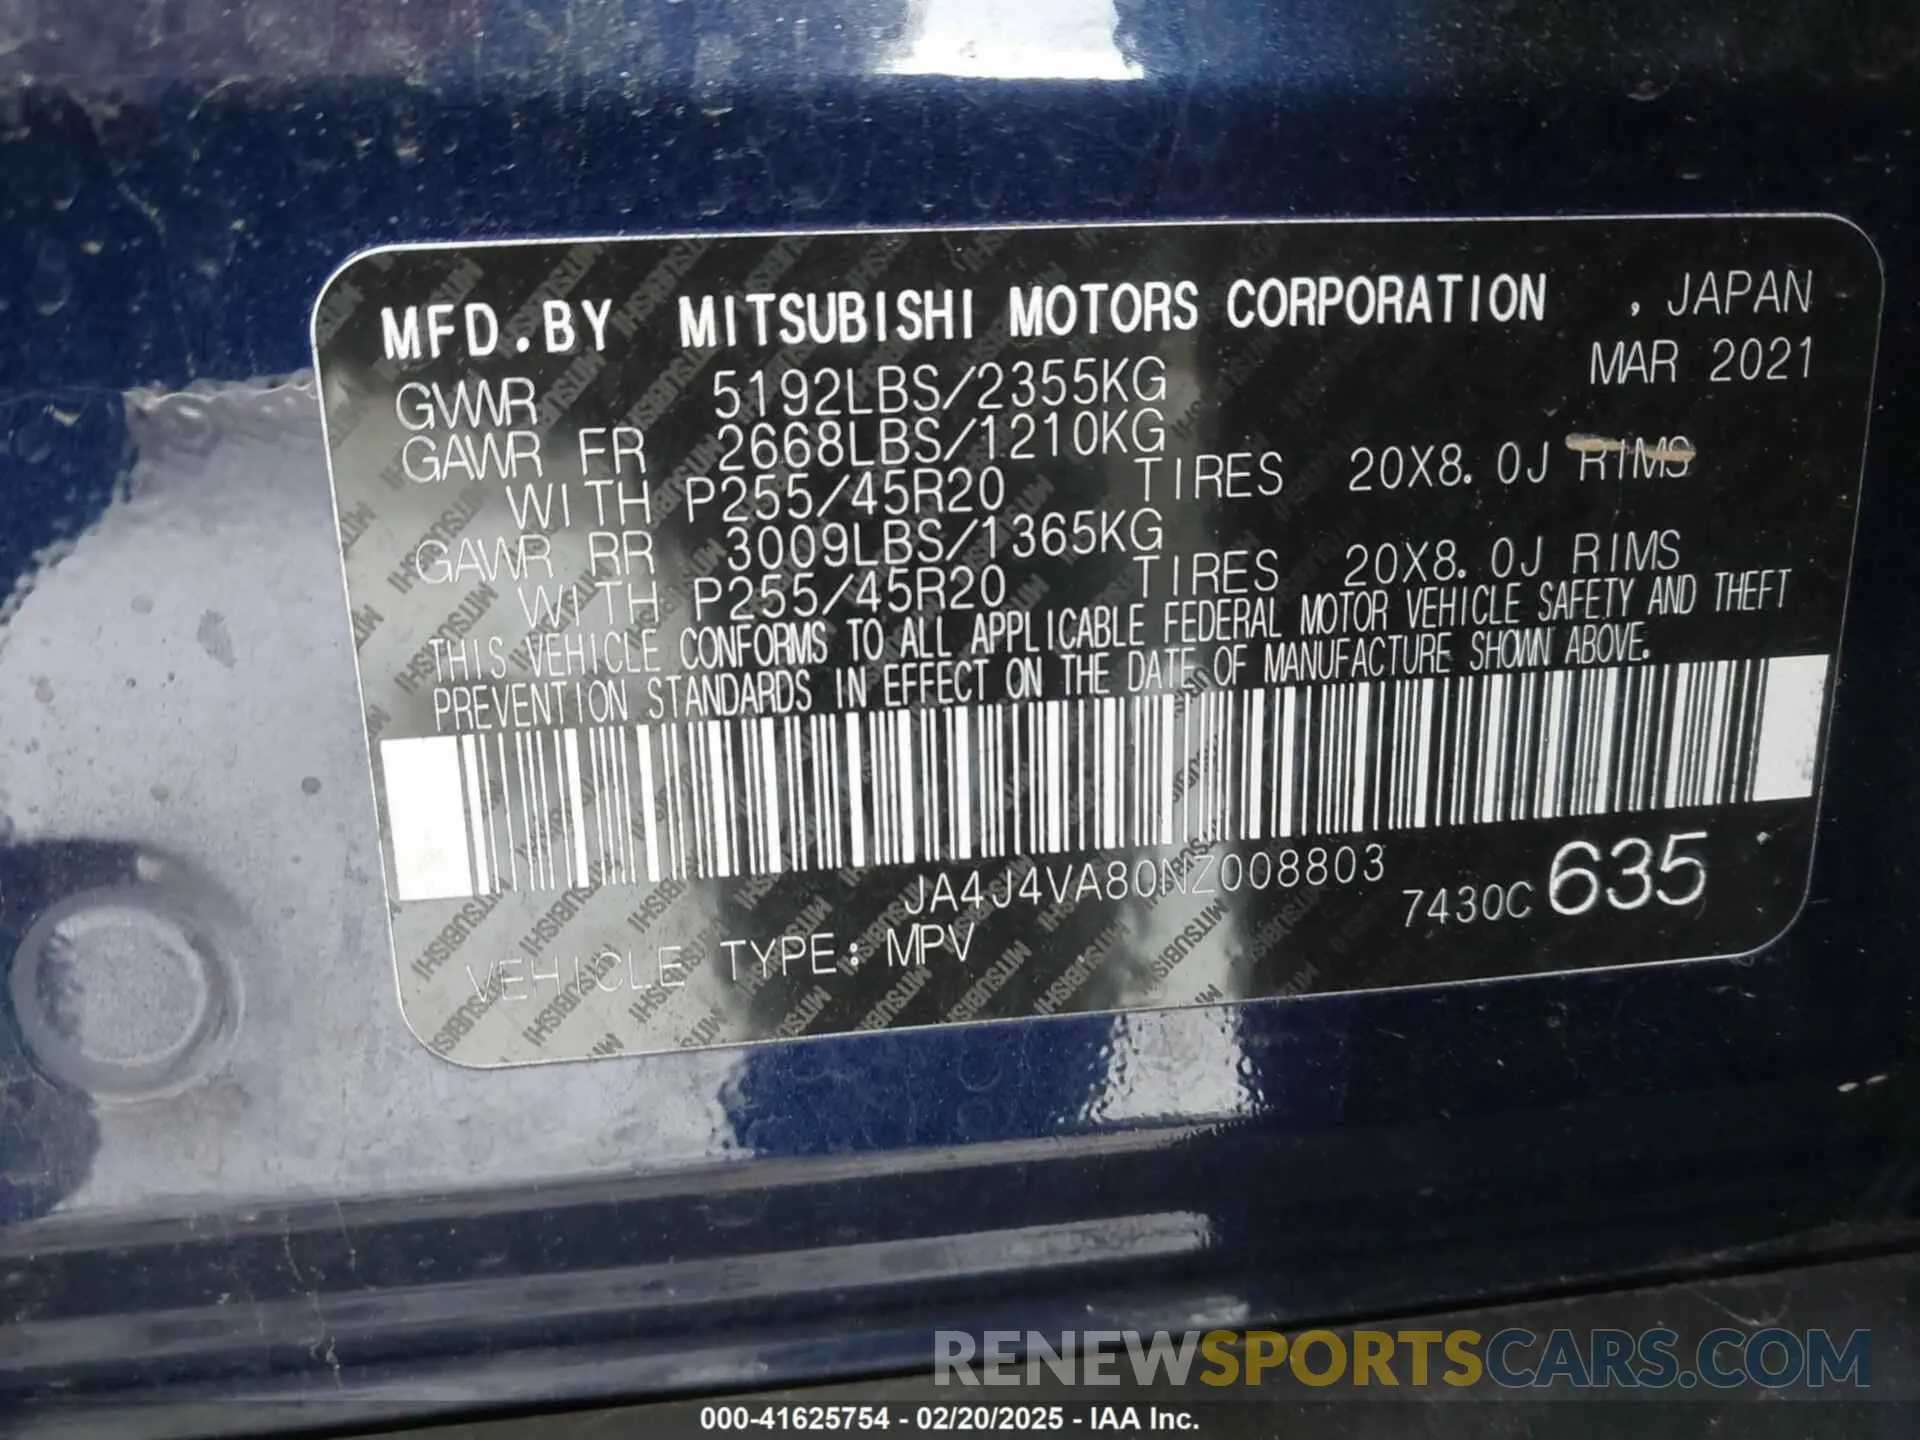 MFD.BY MITSUBISHI MOTORS CORPORATION , JAPAN
GVWR 5192LBS/2355KG MAR 2021
GAWR FR 2668LBS/1210KG
WITH P255/45R20 TIRES 20X8.0J RIMS
GAWR RR 3009LBS/1365KG
WITH P255/45R20 TIRES 20X8.0J RIMS
THIS VEHICLE CONFORMS TO ALL APPLICABLE FEDERAL MOTOR VEHICLE SAFETY AND THEFT
PREVENTION STANDARDS IN EFFECT ON THE DATE OF MANUFACTURE SHOWN ABOVE.
JA4J4VA80NZ008803 7430C 635
VEHICLE TYPE: MPV
RENEWSPORTSCARS.COM
000-41625754 - 02/20/2025 - IAA Inc.